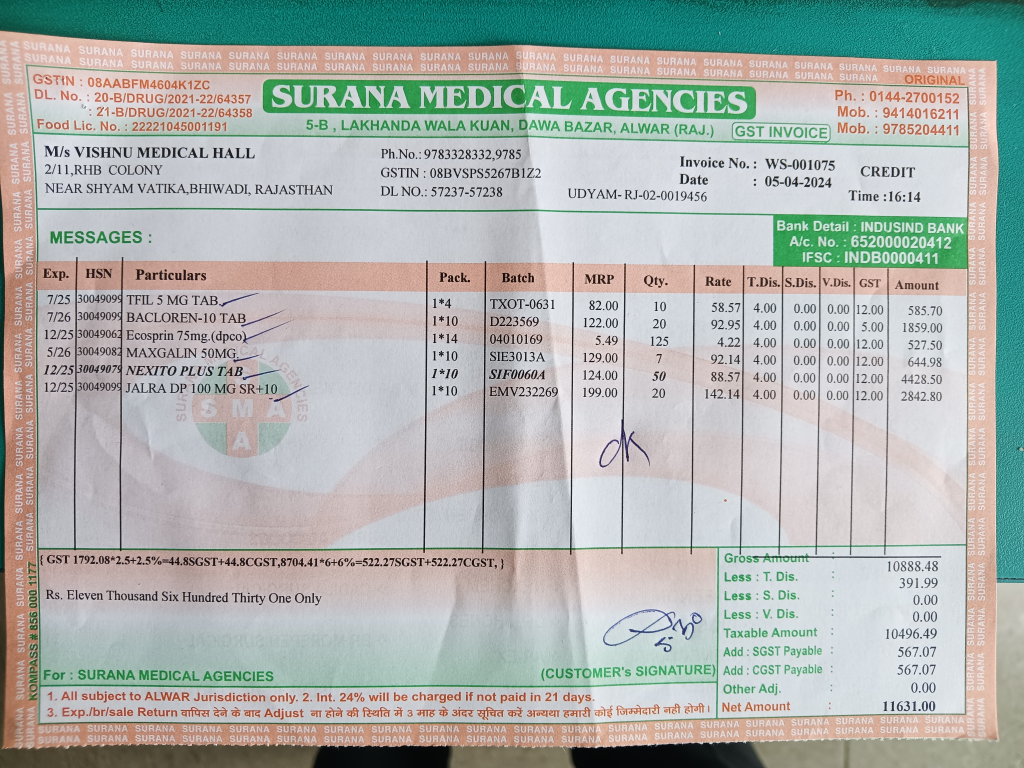 ORIGINAL
GSTIN : 08AABFM4604K1ZC
DL. No. : 20-B/DRUG/2021-22/64357
: 21-B/DRUG/2021-22/64358
Food Lic. No. : 22221045001191
SURANA MEDICAL AGENCIES
5-B , LAKHANDA WALA KUAN, DAWA BAZAR, ALWAR (RAJ.)
GST INVOICE
Ph. : 0144-2700152
Mob. : 9414016211
Mob. : 9785204411
M/s VISHNU MEDICAL HALL
2/11,RHB COLONY
NEAR SHYAM VATIKA,BHIWADI, RAJASTHAN
Ph.No.: 9783328332,9785
GSTIN : 08BVSPS5267B1Z2
DL NO.: 57237-57238
UDYAM- RJ-02-0019456
Invoice No. : WS-001075
Date : 05-04-2024
CREDIT
Time :16:14
MESSAGES :
Bank Detail : INDUSIND BANK
A/c. No. : 652000020412
IFSC : INDB0000411
Exp. HSN Particulars Pack. Batch MRP Qty. Rate T.Dis. S.Dis. V.Dis. GST Amount
7/25 30049099 TFIL 5 MG TAB. 1*4 TXOT-0631 82.00 10 58.57 4.00 0.00 0.00 12.00 585.70
7/26 30049099 BACLOREN-10 TAB 1*10 D223569 122.00 20 92.95 4.00 0.00 0.00 5.00 1859.00
12/25 30049062 Ecosprin 75mg.(dpco) 1*14 04010169 5.49 125 4.22 4.00 0.00 0.00 12.00 527.50
5/26 30049082 MAXGALIN 50MG. 1*10 SIE3013A 129.00 7 92.14 4.00 0.00 0.00 12.00 644.98
12/25 30049079 NEXITO PLUS TAB. 1*10 SIF0060A 124.00 50 88.57 4.00 0.00 0.00 12.00 4428.50
12/25 30049099 JALRA DP 100 MG SR+10 1*10 EMV232269 199.00 20 142.14 4.00 0.00 0.00 12.00 2842.80
S M A
A
{ GST 1792.08*2.5+2.5%=44.8SGST+44.8CGST,8704.41*6+6%=522.27SGST+522.27CGST, }
Rs. Eleven Thousand Six Hundred Thirty One Only
Gross Amount : 10888.48
Less : T. Dis. : 391.99
Less : S. Dis. : 0.00
Less : V. Dis. : 0.00
Taxable Amount : 10496.49
Add : SGST Payable : 567.07
Add : CGST Payable : 567.07
Other Adj. : 0.00
Net Amount : 11631.00
For : SURANA MEDICAL AGENCIES
(CUSTOMER's SIGNATURE)
1. All subject to ALWAR Jurisdiction only. 2. Int. 24% will be charged if not paid in 21 days.
3. Exp./br/sale Return वापिस देने के बाद Adjust ना होने की स्थिति में 3 माह के अंदर सूचित करें अन्यथा हमारी कोई जिम्मेदारी नही होगी।
KOMPASS # 856 000 1177